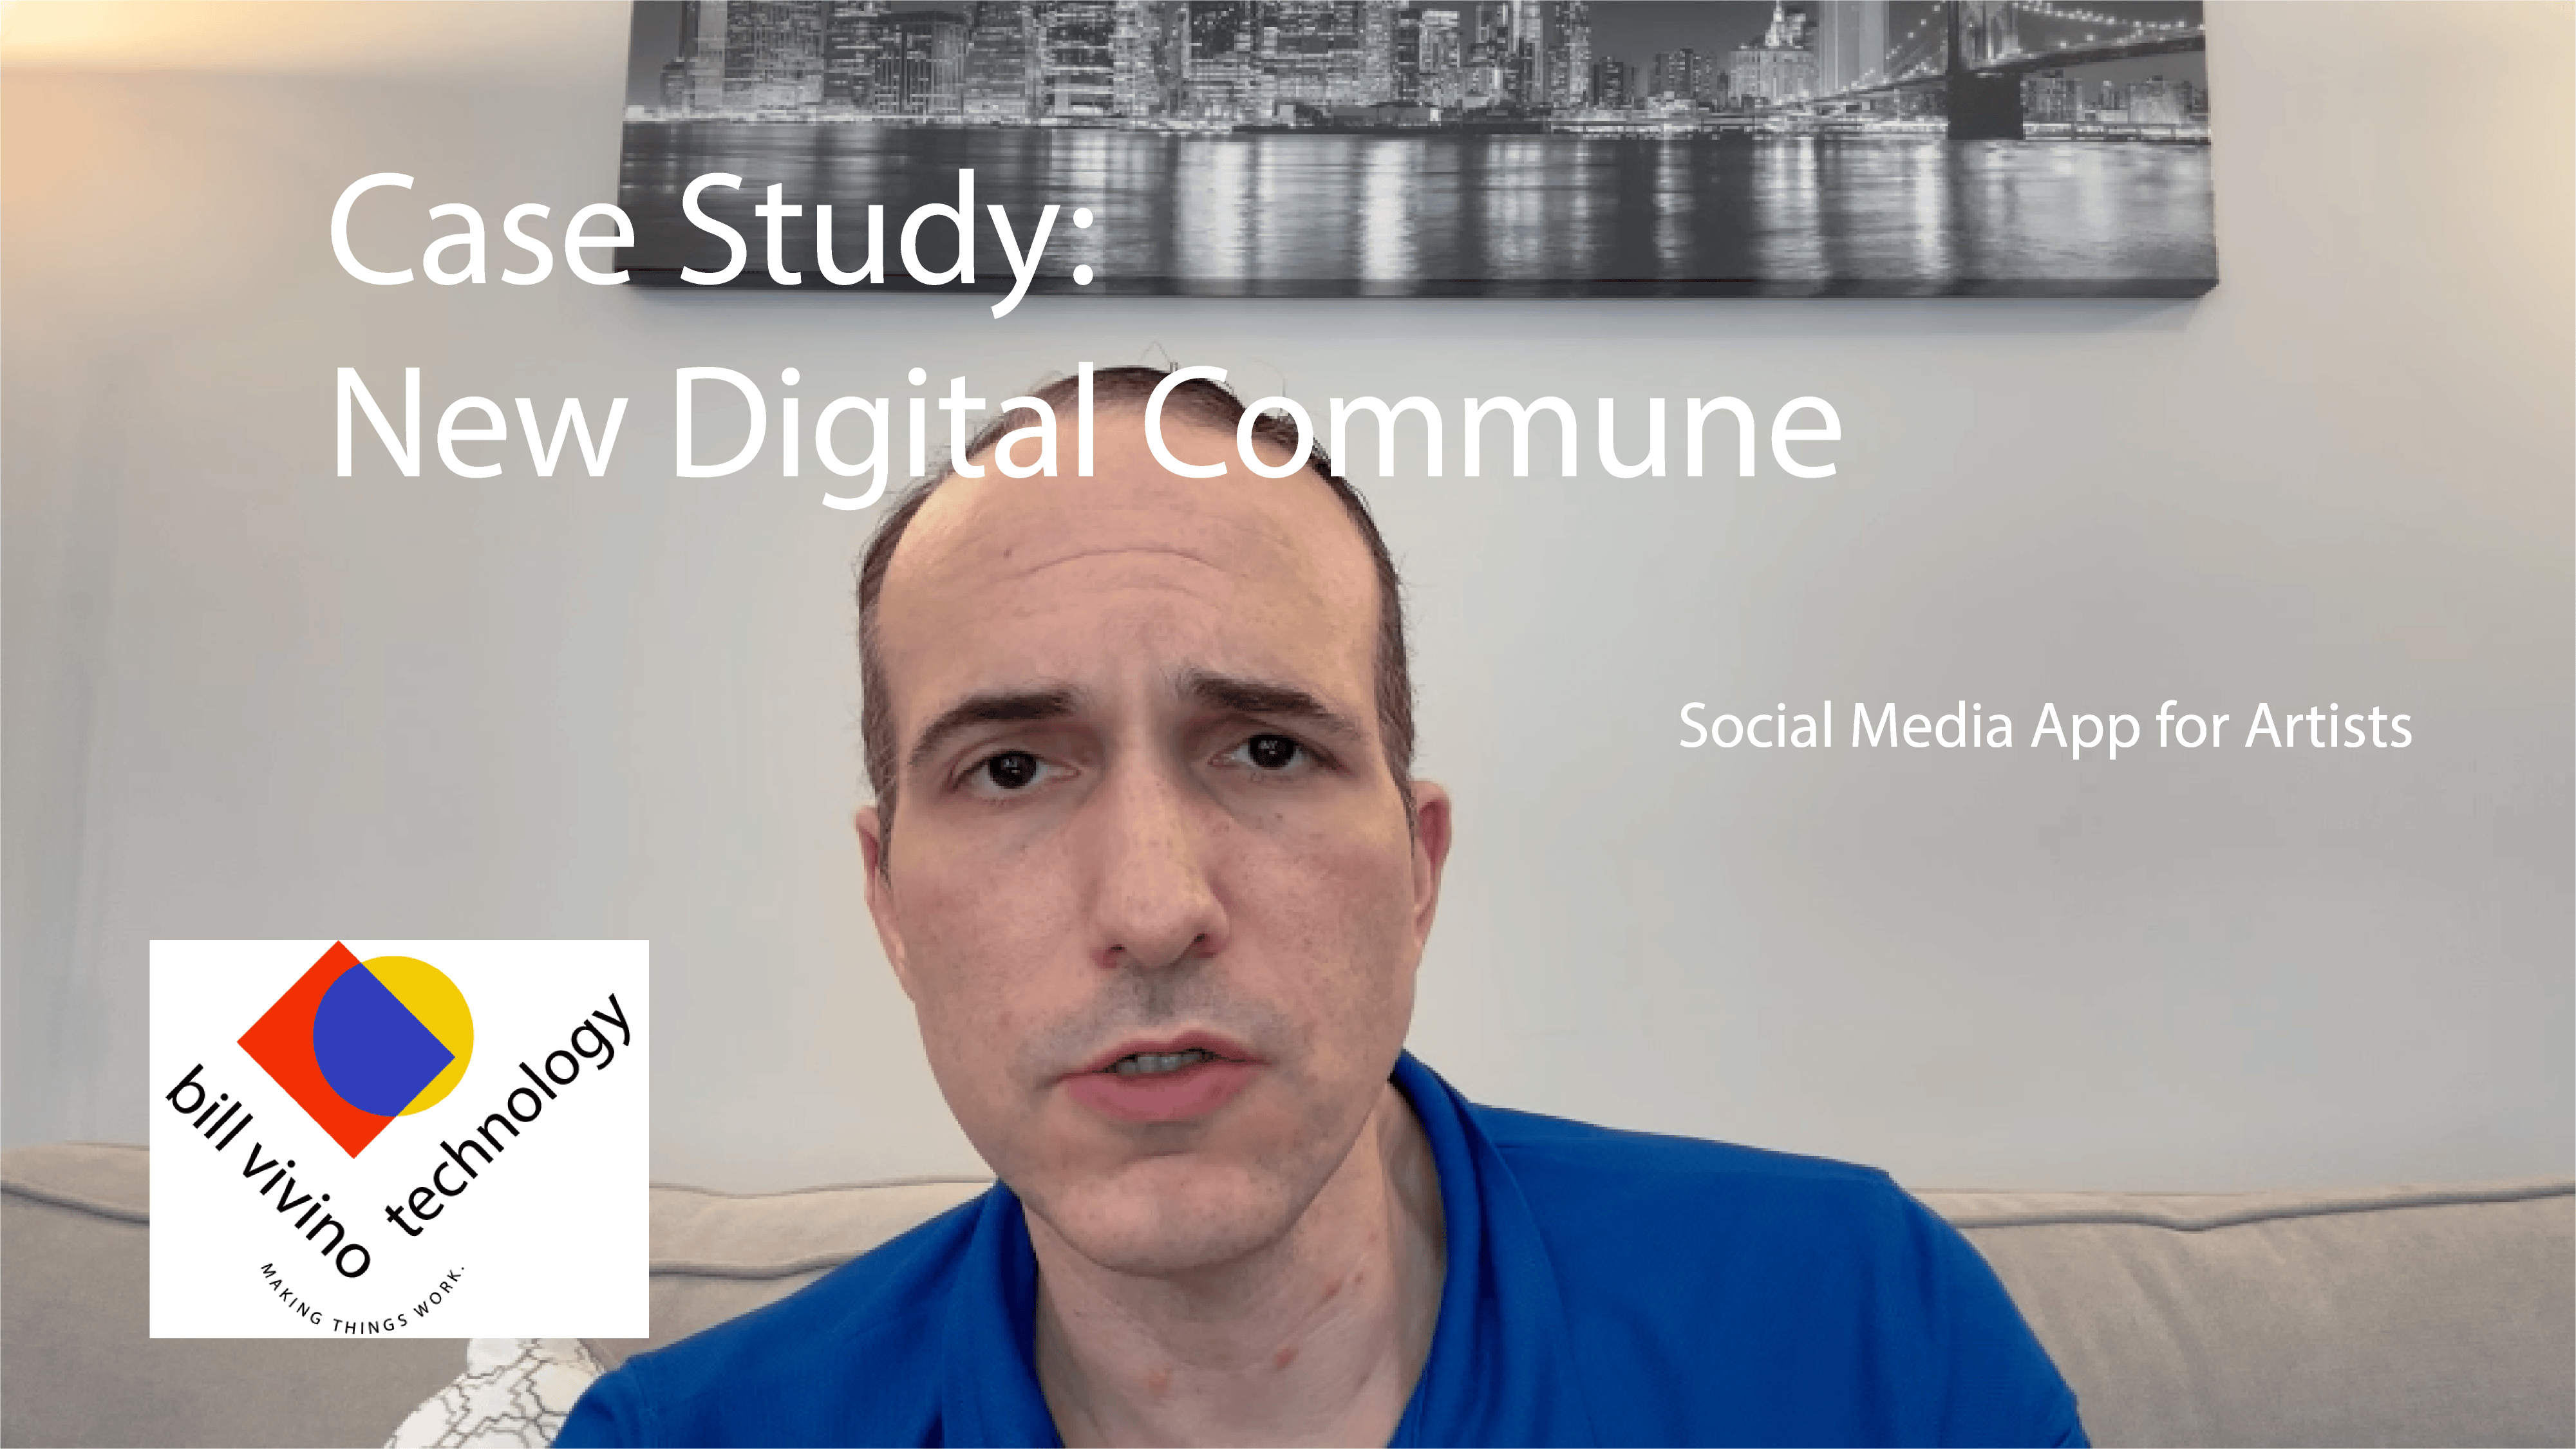 Case Study:
New Digital Commune
Social Media App for Artists
bill vivino
technology
MAKING THINGS WORK.